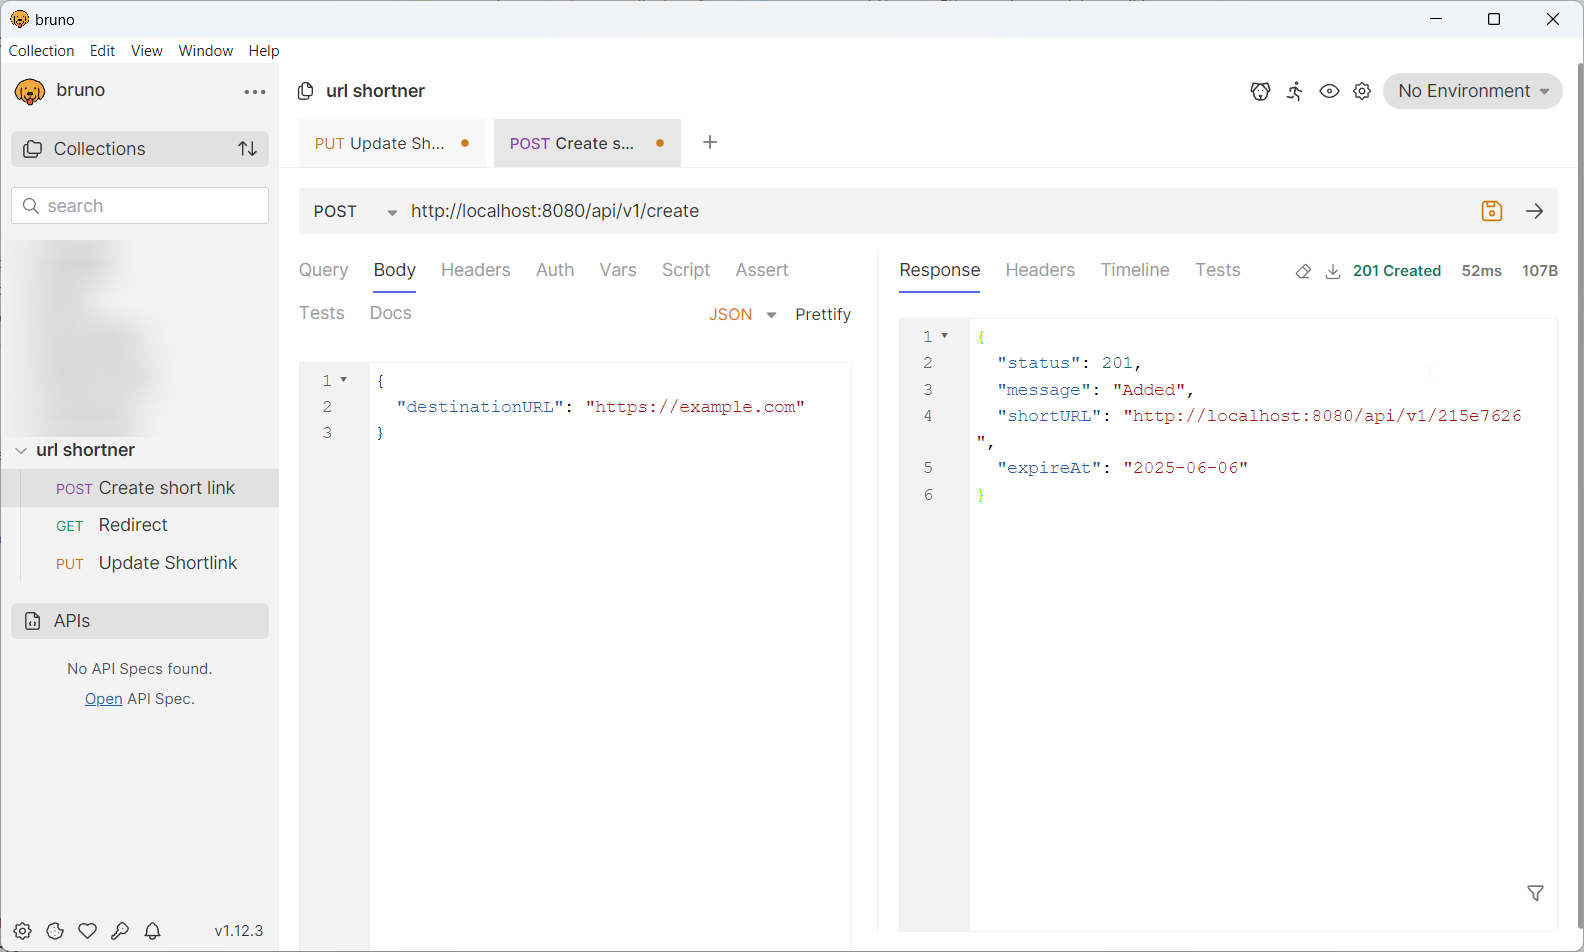 bruno
Collection Edit View Window Help
bruno
Collections
search
url shortner
POST Create short link
GET Redirect
PUT Update Shortlink
APIs
No API Specs found.
Open API Spec.
v1.12.3
url shortner
No Environment
PUT Update Sh...
POST Create s...
POST http://localhost:8080/api/v1/create
Query Body Headers Auth Vars Script Assert
Tests Docs JSON Prettify
1 {
2 "destinationURL": "https://example.com"
3 }
Response Headers Timeline Tests 201 Created 52ms 107B
1 {
2 "status": 201,
3 "message": "Added",
4 "shortURL": "http://localhost:8080/api/v1/215e7626
",
5 "expireAt": "2025-06-06"
6 }